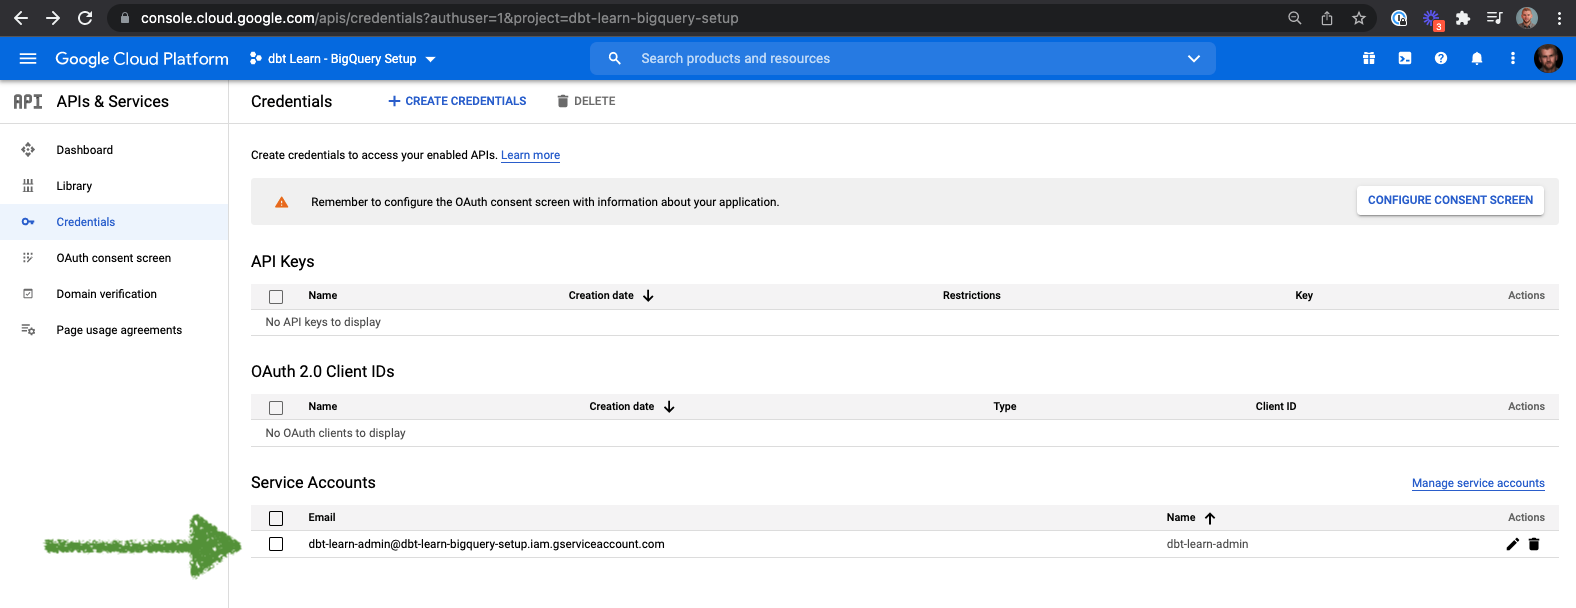 console.cloud.google.com/apis/credentials?authuser=1&project=dbt-learn-bigquery-setup
3
Google Cloud Platform dbt Learn - BigQuery Setup Search products and resources
API APIs & Services Credentials CREATE CREDENTIALS DELETE
Dashboard
Library
Credentials
OAuth consent screen
Domain verification
Page usage agreements
Create credentials to access your enabled APIs. Learn more
Remember to configure the OAuth consent screen with information about your application. CONFIGURE CONSENT SCREEN
API Keys
Name Creation date Restrictions Key Actions
No API keys to display
OAuth 2.0 Client IDs
Name Creation date Type Client ID Actions
No OAuth clients to display
Service Accounts Manage service accounts
Email Name Actions
dbt-learn-admin@dbt-learn-bigquery-setup.iam.gserviceaccount.com dbt-learn-admin